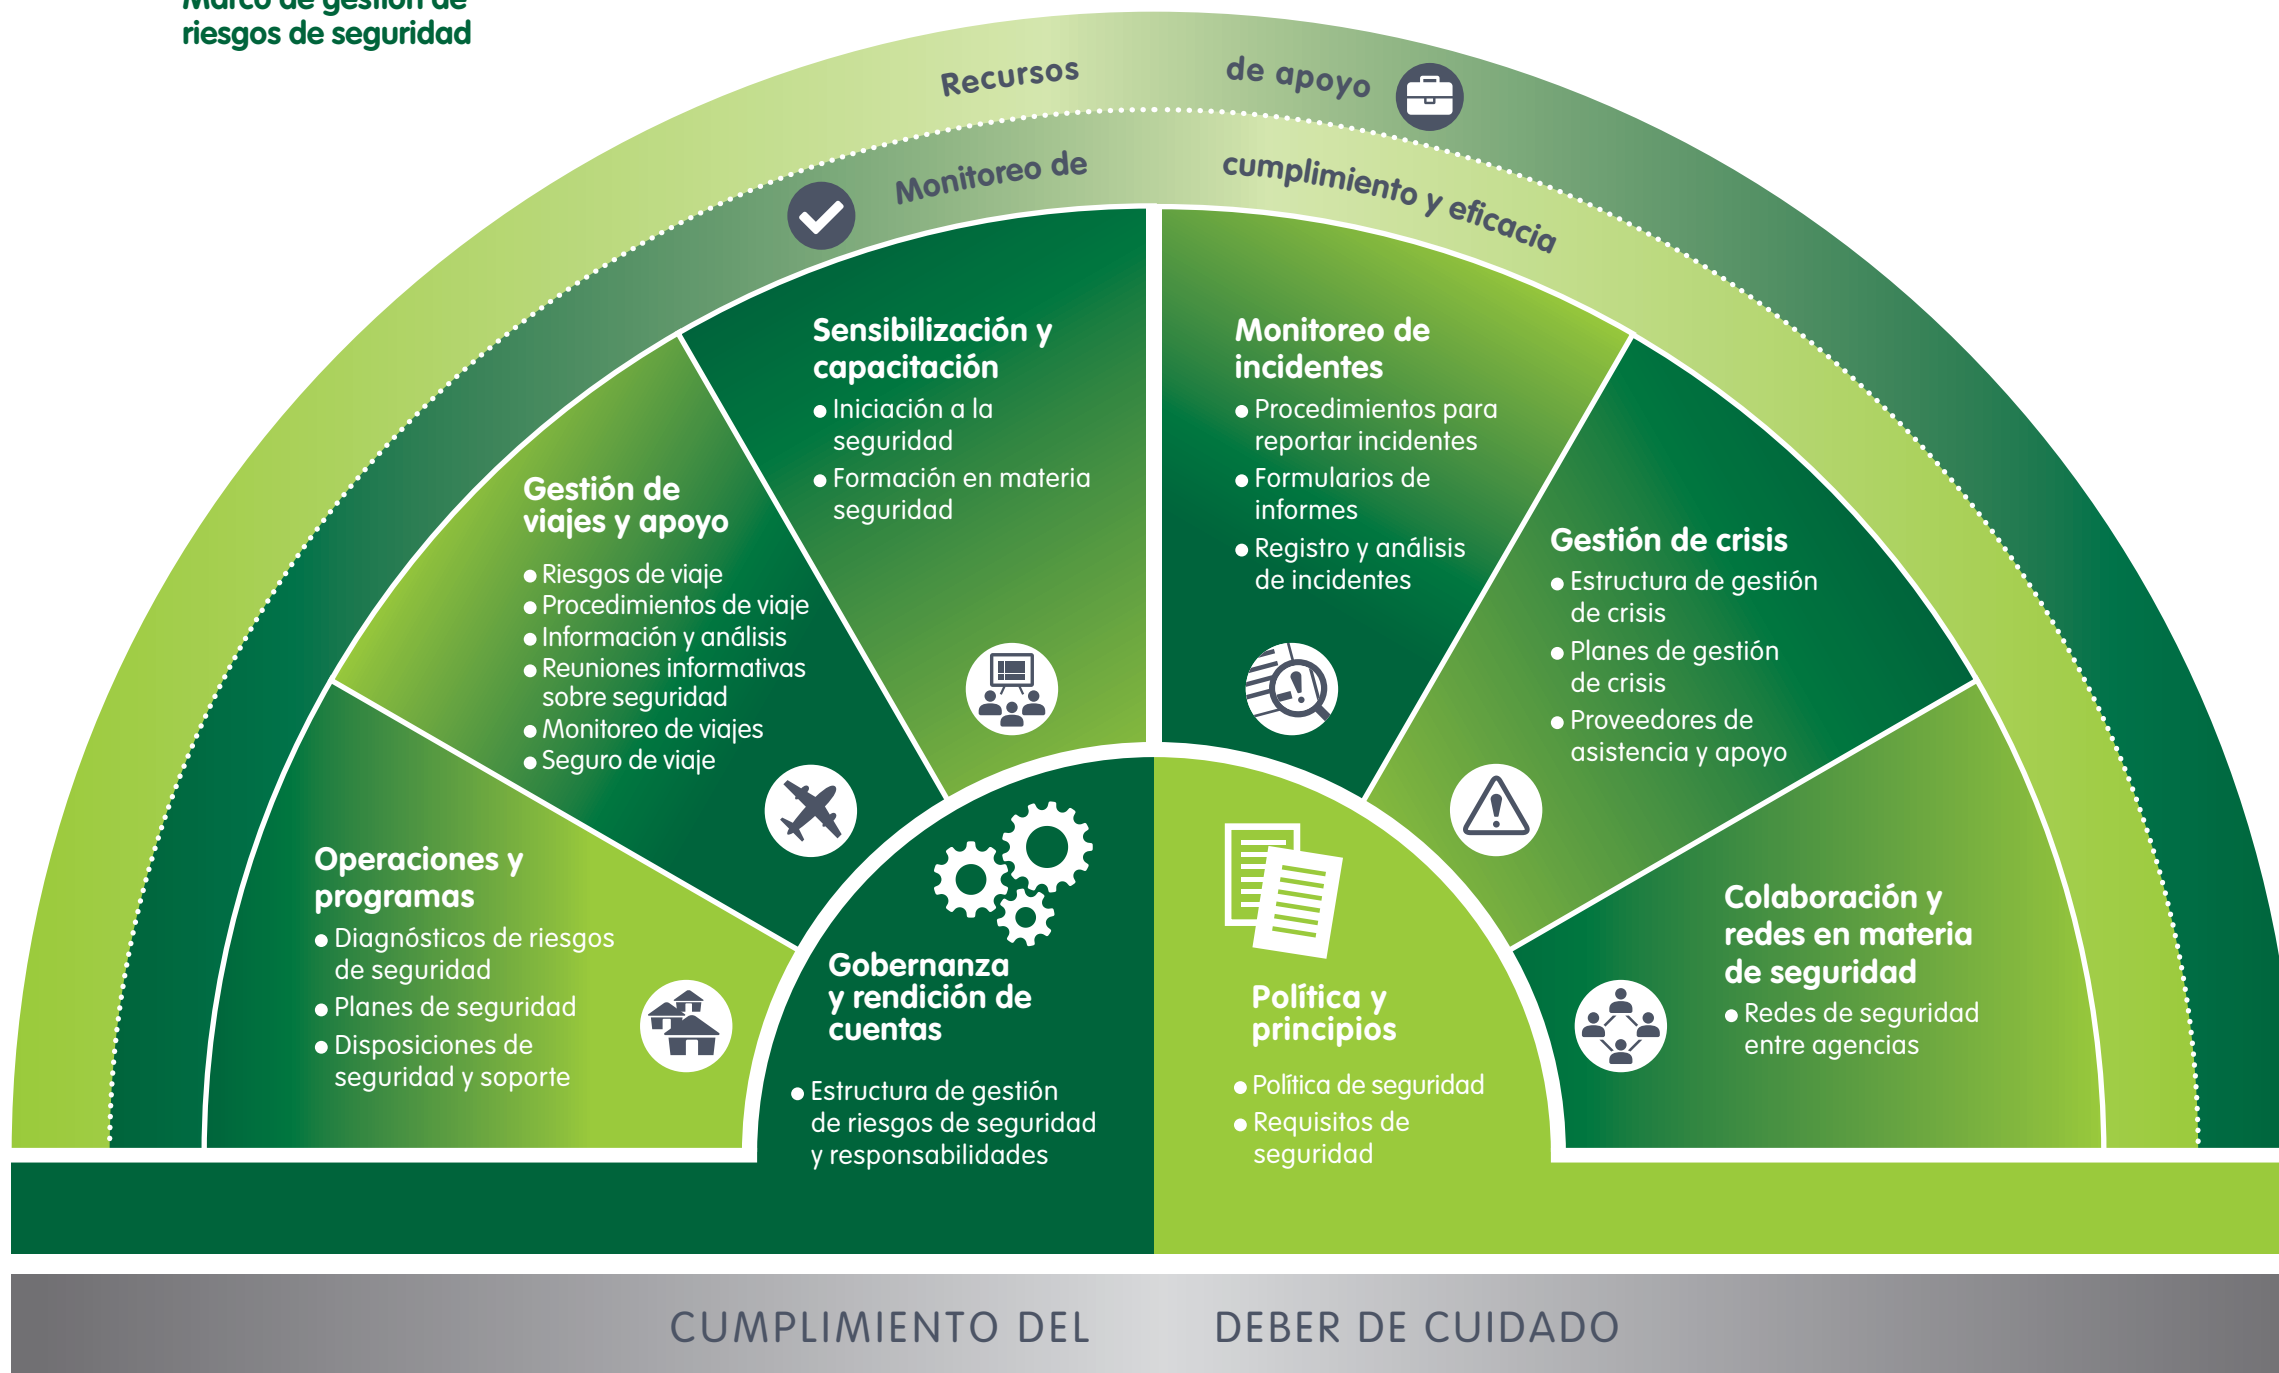 Marco de gestión de
riesgos de seguridad
Recursos de apoyo
Monitoreo de cumplimiento y eficacia
Sensibilización y
capacitación
● Iniciación a la
seguridad
● Formación en materia
seguridad
Monitoreo de
incidentes
● Procedimientos para
reportar incidentes
● Formularios de
informes
● Registro y análisis
de incidentes
Gestión de
viajes y apoyo
● Riesgos de viaje
● Procedimientos de viaje
● Información y análisis
● Reuniones informativas
sobre seguridad
● Monitoreo de viajes
● Seguro de viaje
Gestión de crisis
● Estructura de gestión
de crisis
● Planes de gestión
de crisis
● Proveedores de
asistencia y apoyo
Operaciones y
programas
● Diagnósticos de riesgos
de seguridad
● Planes de seguridad
● Disposiciones de
seguridad y soporte
Gobernanza
y rendición de
cuentas
● Estructura de gestión
de riesgos de seguridad
y responsabilidades
Política y
principios
● Política de seguridad
● Requisitos de
seguridad
Colaboración y
redes en materia
de seguridad
● Redes de seguridad
entre agencias
CUMPLIMIENTO DEL DEBER DE CUIDADO